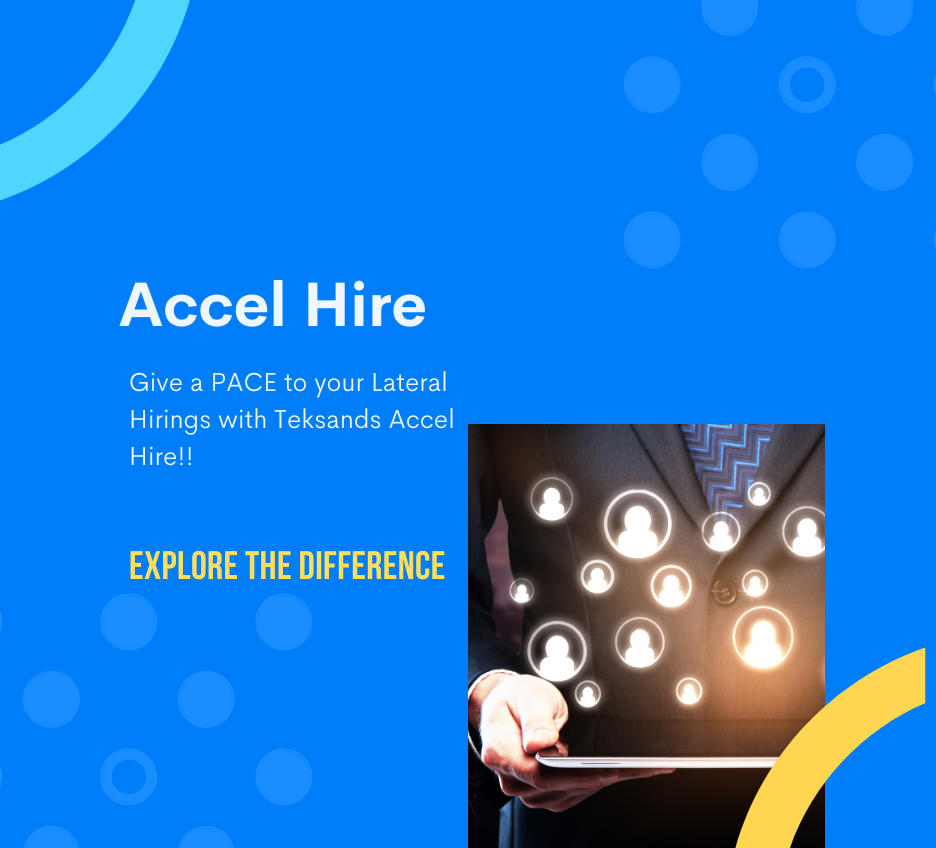 Accel Hire
Give a PACE to your Lateral
Hirings with Teksands Accel
Hire!!
EXPLORE THE DIFFERENCE